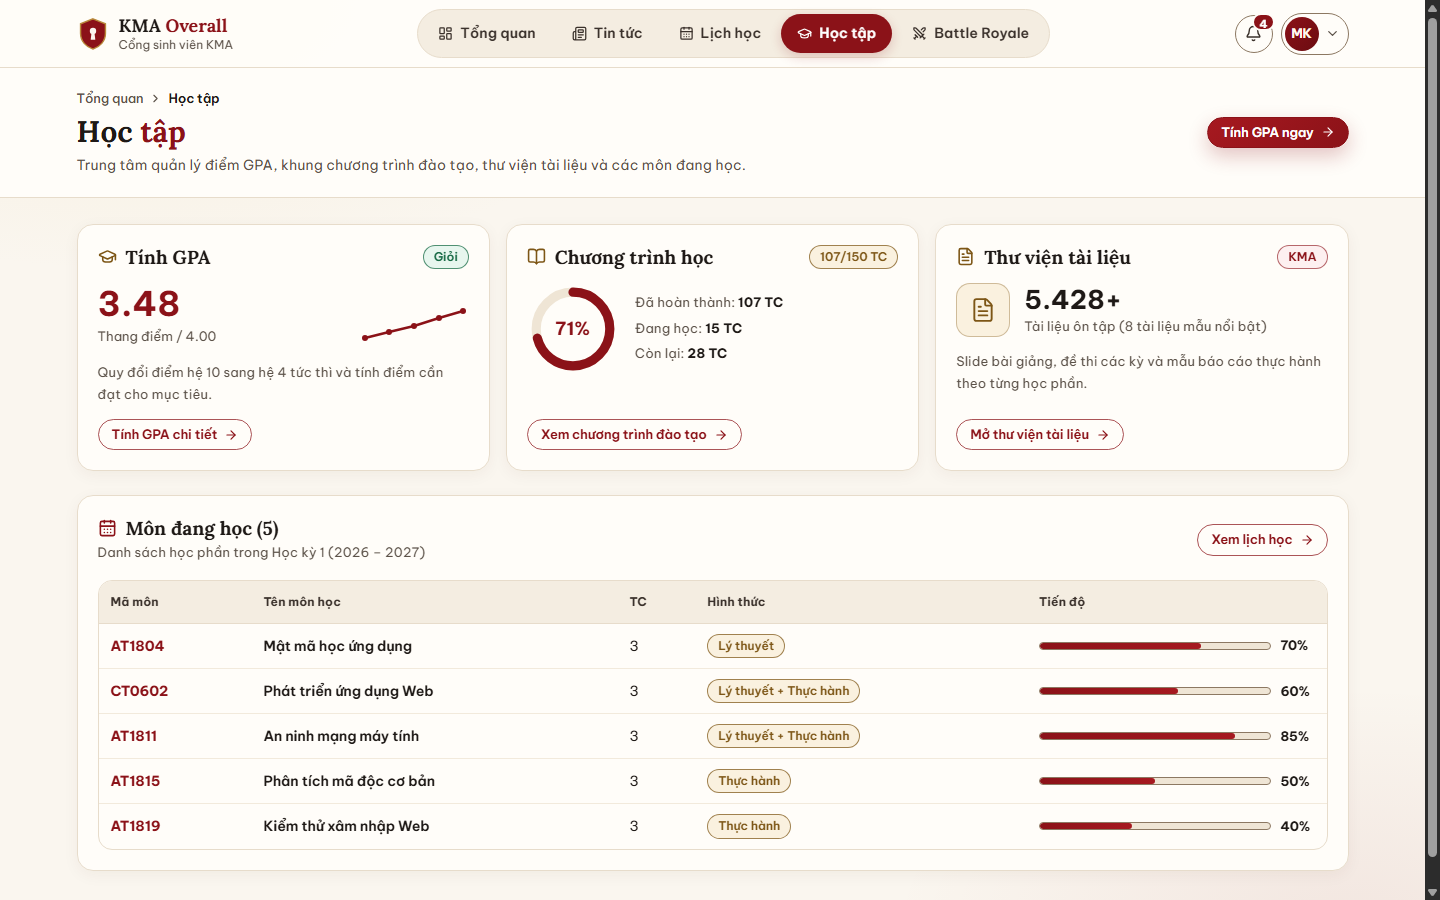 KMA Overall
Cổng sinh viên KMA
Tổng quan
Tin tức
Lịch học
Học tập
Battle Royale
4
MK
Tổng quan > Học tập
Học tập
Trung tâm quản lý điểm GPA, khung chương trình đào tạo, thư viện tài liệu và các môn đang học.
Tính GPA ngay →
Tính GPA
Giỏi
3.48
Thang điểm / 4.00
Quy đổi điểm hệ 10 sang hệ 4 tức thì và tính điểm cần
đạt cho mục tiêu.
Tính GPA chi tiết →
Chương trình học
107/150 TC
71%
Đã hoàn thành: 107 TC
Đang học: 15 TC
Còn lại: 28 TC
Xem chương trình đào tạo →
Thư viện tài liệu
KMA
5.428+
Tài liệu ôn tập (8 tài liệu mẫu nổi bật)
Slide bài giảng, đề thi các kỳ và mẫu báo cáo thực hành
theo từng học phần.
Mở thư viện tài liệu →
Môn đang học (5)
Danh sách học phần trong Học kỳ 1 (2026 – 2027)
Xem lịch học →
Mã môn Tên môn học TC Hình thức Tiến độ
AT1804 Mật mã học ứng dụng 3 Lý thuyết 70%
CT0602 Phát triển ứng dụng Web 3 Lý thuyết + Thực hành 60%
AT1811 An ninh mạng máy tính 3 Lý thuyết + Thực hành 85%
AT1815 Phân tích mã độc cơ bản 3 Thực hành 50%
AT1819 Kiểm thử xâm nhập Web 3 Thực hành 40%